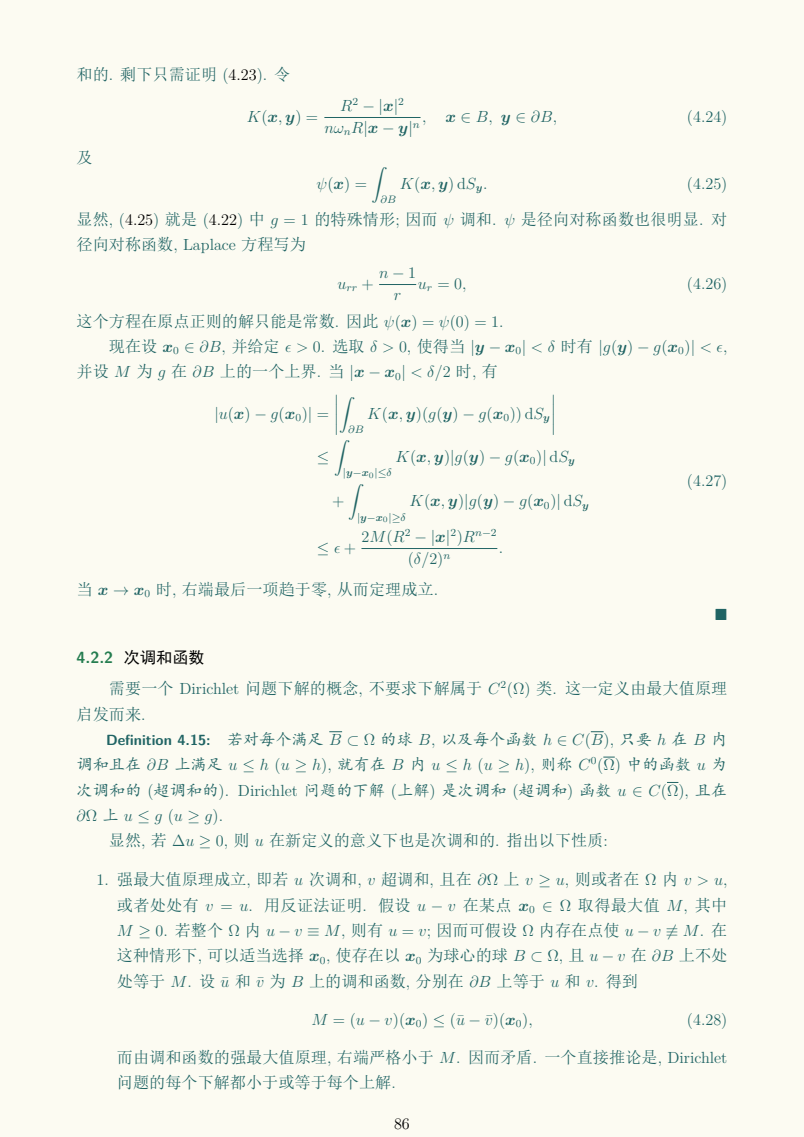 和的. 剩下只需证明 (4.23). 令
K(x, y) = \frac{R² − |x|²}{nωₙR|x − y|ⁿ}, x ∈ B, y ∈ ∂B, (4.24)
及
ψ(x) = ∫_{∂B} K(x, y) dS_y. (4.25)
显然, (4.25) 就是 (4.22) 中 g = 1 的特殊情形; 因而 ψ 调和. ψ 是径向对称函数也很明显. 对
径向对称函数, Laplace 方程写为
u_{rr} + \frac{n − 1}{r} u_r = 0, (4.26)
这个方程在原点正则的解只能是常数. 因此 ψ(x) = ψ(0) = 1.
现在设 x₀ ∈ ∂B, 并给定 ϵ > 0. 选取 δ > 0, 使得当 |y − x₀| < δ 时有 |g(y) − g(x₀)| < ϵ,
并设 M 为 g 在 ∂B 上的一个上界. 当 |x − x₀| < δ/2 时, 有
|u(x) − g(x₀)| = |∫_{∂B} K(x, y)(g(y) − g(x₀)) dS_y|
≤ ∫_{|y−x₀|≤δ} K(x, y)|g(y) − g(x₀)| dS_y
+ ∫_{|y−x₀|≥δ} K(x, y)|g(y) − g(x₀)| dS_y
(4.27)
≤ ϵ + \frac{2M(R² − |x|²)R^{n−2}}{(δ/2)ⁿ}.
当 x → x₀ 时, 右端最后一项趋于零, 从而定理成立.
■
4.2.2 次调和函数
需要一个 Dirichlet 问题下解的概念, 不要求下解属于 C²(Ω) 类. 这一定义由最大值原理
启发而来.
Definition 4.15: 若对每个满足 B̅ ⊂ Ω 的球 B, 以及每个函数 h ∈ C(B̅), 只要 h 在 B 内
调和且在 ∂B 上满足 u ≤ h (u ≥ h), 就有在 B 内 u ≤ h (u ≥ h), 则称 C⁰(Ω̅) 中的函数 u 为
次调和的 (超调和的). Dirichlet 问题的下解 (上解) 是次调和 (超调和) 函数 u ∈ C(Ω̅), 且在
∂Ω 上 u ≤ g (u ≥ g).
显然, 若 Δu ≥ 0, 则 u 在新定义的意义下也是次调和的. 指出以下性质:
1. 强最大值原理成立, 即若 u 次调和, v 超调和, 且在 ∂Ω 上 v ≥ u, 则或者在 Ω 内 v > u,
或者处处有 v = u. 用反证法证明. 假设 u − v 在某点 x₀ ∈ Ω 取得最大值 M, 其中
M ≥ 0. 若整个 Ω 内 u − v ≡ M, 则有 u = v; 因而可假设 Ω 内存在点使 u − v ≢ M. 在
这种情形下, 可以适当选择 x₀, 使存在以 x₀ 为球心的球 B ⊂ Ω, 且 u − v 在 ∂B 上不处
处等于 M. 设 ū 和 v̄ 为 B 上的调和函数, 分别在 ∂B 上等于 u 和 v. 得到
M = (u − v)(x₀) ≤ (ū − v̄)(x₀), (4.28)
而由调和函数的强最大值原理, 右端严格小于 M. 因而矛盾. 一个直接推论是, Dirichlet
问题的每个下解都小于或等于每个上解.
86